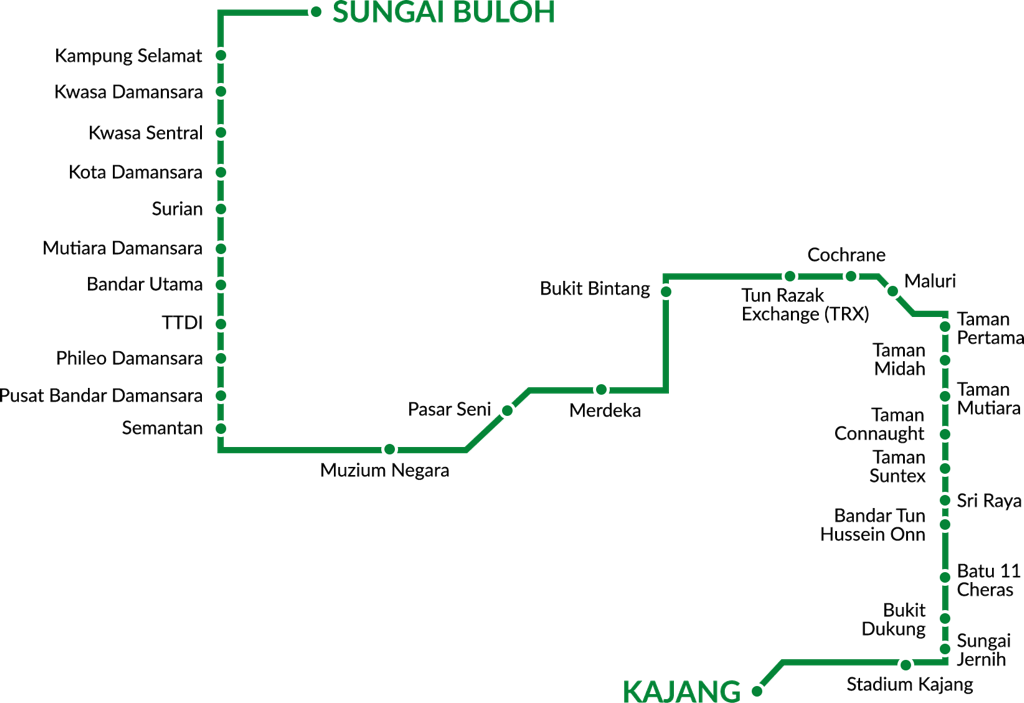 SUNGAI BULOH
Kampung Selamat
Kwasa Damansara
Kwasa Sentral
Kota Damansara
Surian
Mutiara Damansara
Bandar Utama
TTDI
Phileo Damansara
Pusat Bandar Damansara
Semantan
Muzium Negara
Pasar Seni
Merdeka
Bukit Bintang
Tun Razak
Exchange (TRX)
Cochrane
Maluri
Taman
Pertama
Taman
Midah
Taman
Mutiara
Taman
Connaught
Taman
Suntex
Sri Raya
Bandar Tun
Hussein Onn
Batu 11
Cheras
Bukit
Dukung
Sungai
Jernih
Stadium Kajang
KAJANG